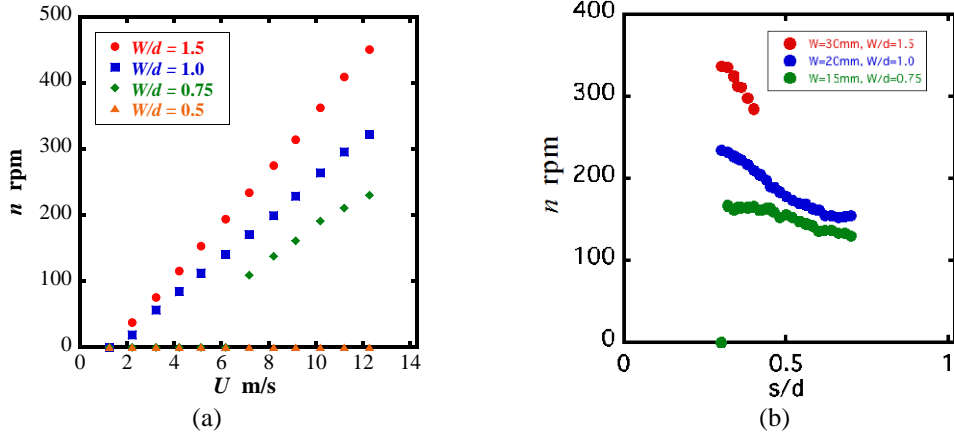 500
400
300
200
100
0
0
2
4
6
8
10
12
14
n rpm
U m/s
W/d = 1.5
W/d = 1.0
W/d = 0.75
W/d = 0.5
(a)
400
300
200
100
0
0
0.5
1
n rpm
s/d
W=30mm, W/d=1.5
W=20mm, W/d=1.0
W=15mm, W/d=0.75
(b)